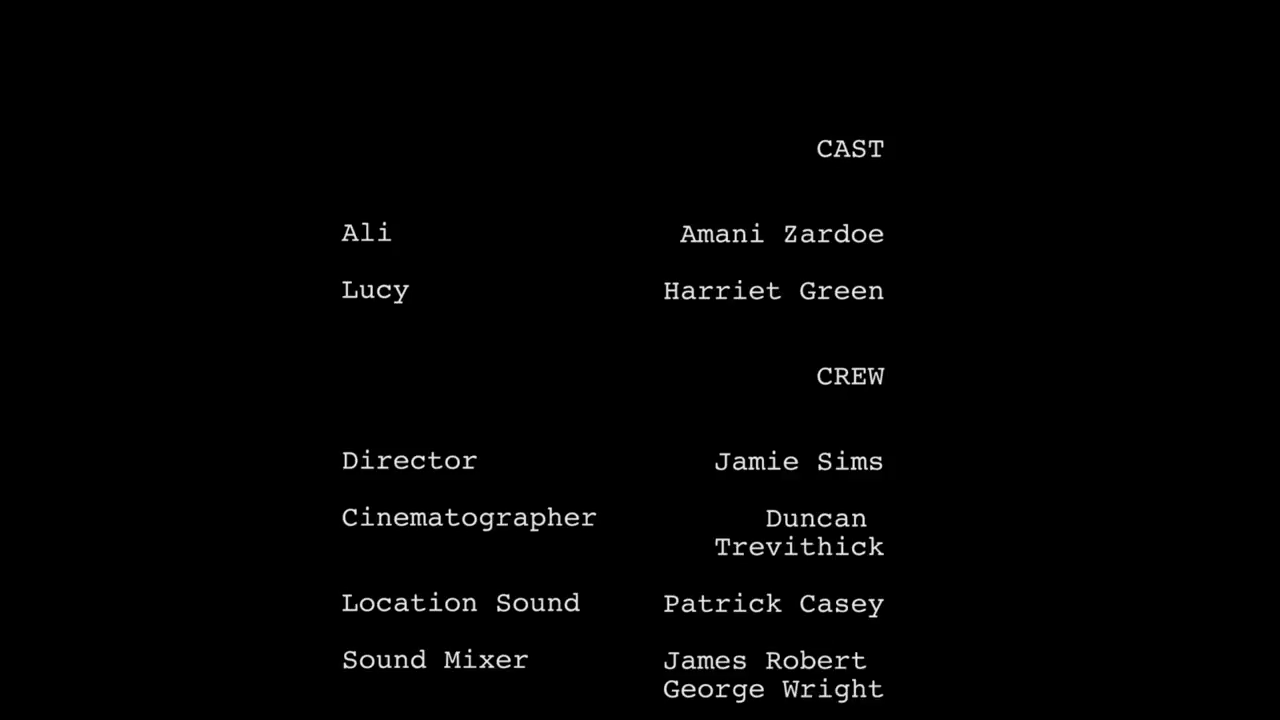 CAST
Ali Amani Zardoe
Lucy Harriet Green
CREW
Director Jamie Sims
Cinematographer Duncan
Trevithick
Location Sound Patrick Casey
Sound Mixer James Robert
George Wright